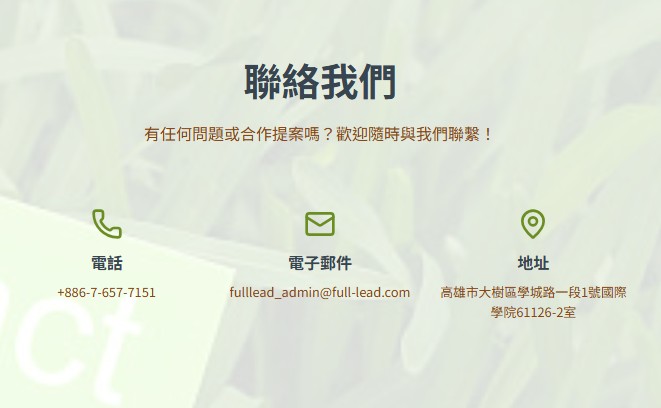 聯絡我們
有任何問題或合作提案嗎？歡迎隨時與我們聯繫！
電話
+886-7-657-7151
電子郵件
fulllead_admin@full-lead.com
地址
高雄市大樹區學城路一段1號國際
學院61126-2室
act